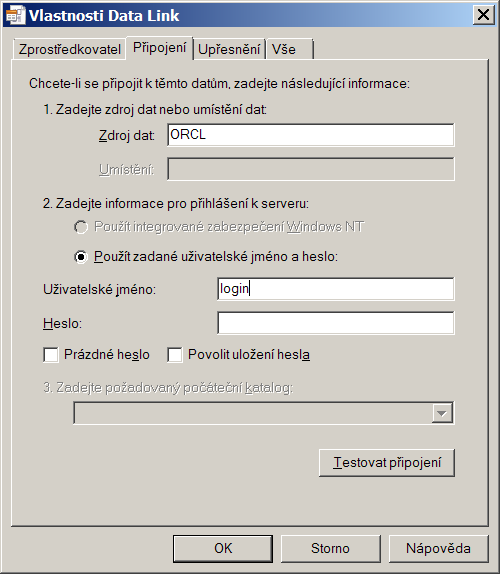 Vlastnosti Data Link
Zprostředkovatel Připojení Upřesnění Vše
Chcete-li se připojit k těmto datům, zadejte následující informace:
1. Zadejte zdroj dat nebo umístění dat:
Zdroj dat: ORCL
Umístění:
2. Zadejte informace pro přihlášení k serveru:
Použít integrované zabezpečení Windows NT
Použít zadané uživatelské jméno a heslo:
Uživatelské jméno: login
Heslo:
Prázdné heslo Povolit uložení hesla
3. Zadejte požadovaný počáteční katalog:
Testovat připojení
OK Storno Nápověda